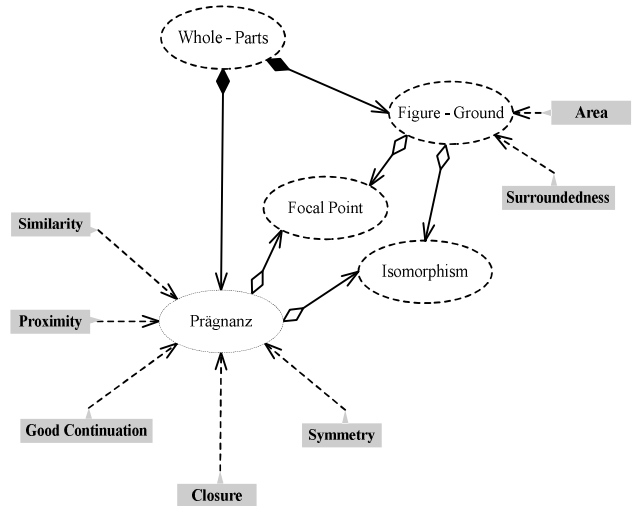 Whole - Parts
Figure - Ground
Area
Surroundedness
Focal Point
Similarity
Isomorphism
Proximity
Prägnanz
Good Continuation
Symmetry
Closure